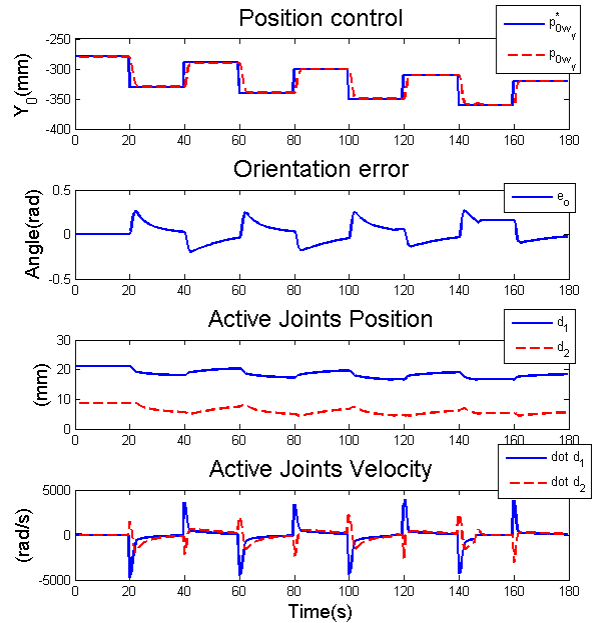 Position control
p*0wy
p0wy
-250
-300
-350
-400
Y0(mm)
0 20 40 60 80 100 120 140 160 180
Orientation error
eo
0.5
0
-0.5
Angle(rad)
0 20 40 60 80 100 120 140 160 180
Active Joints Position
d1
d2
30
20
10
0
(mm)
0 20 40 60 80 100 120 140 160 180
Active Joints Velocity
dot d1
dot d2
5000
0
-5000
(rad/s)
0 20 40 60 80 100 120 140 160 180
Time(s)